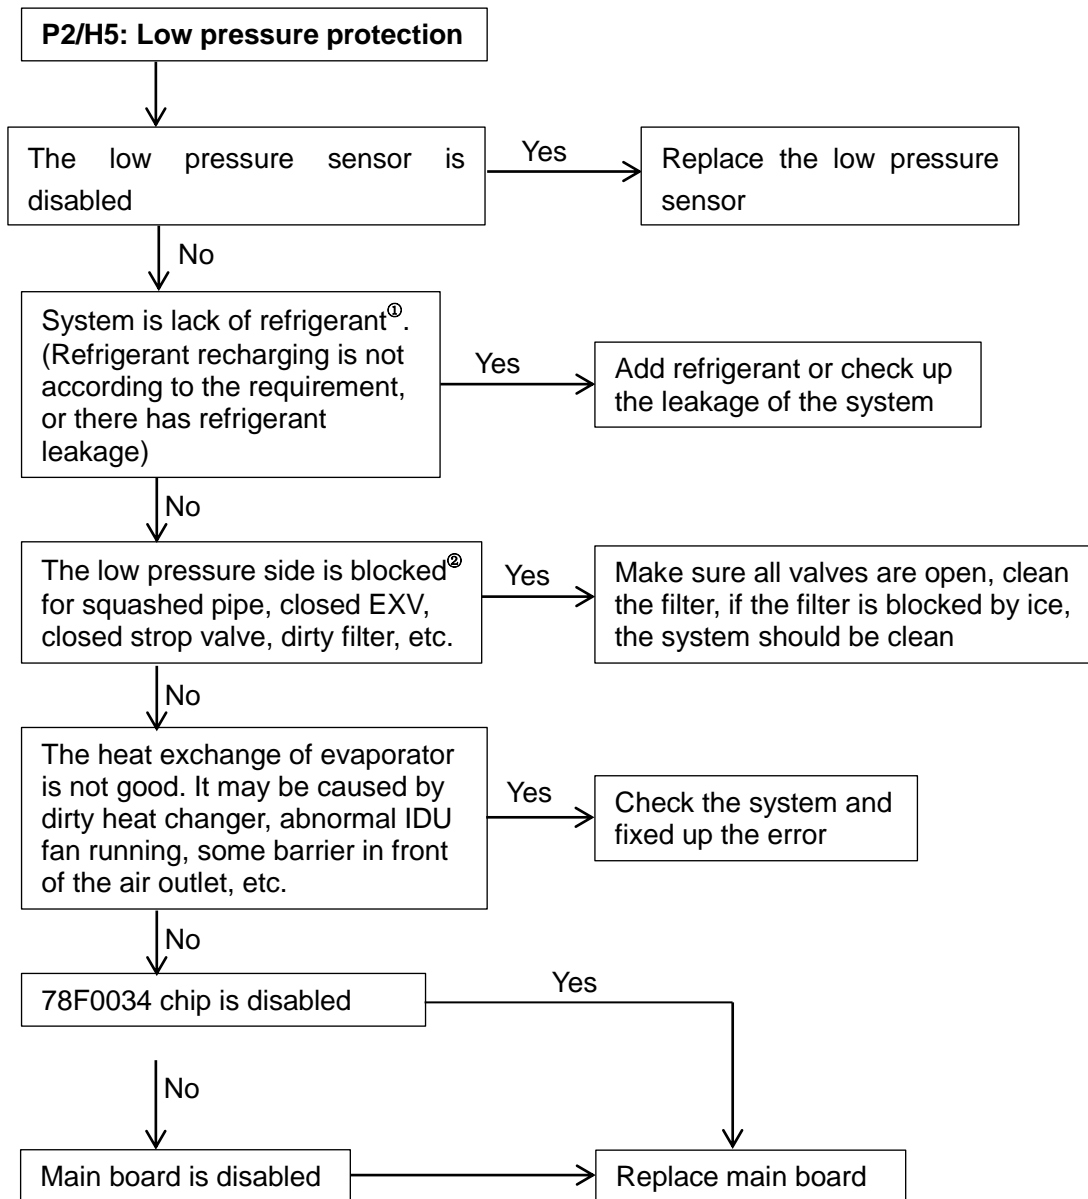 P2/H5: Low pressure protection
The low pressure sensor is
disabled
Yes
Replace the low pressure
sensor
No
System is lack of refrigerant①.
(Refrigerant recharging is not
according to the requirement,
or there has refrigerant
leakage)
Yes
Add refrigerant or check up
the leakage of the system
No
The low pressure side is blocked②
for squashed pipe, closed EXV,
closed strop valve, dirty filter, etc.
Yes
Make sure all valves are open, clean
the filter, if the filter is blocked by ice,
the system should be clean
No
The heat exchange of evaporator
is not good. It may be caused by
dirty heat changer, abnormal IDU
fan running, some barrier in front
of the air outlet, etc.
Yes
Check the system and
fixed up the error
No
78F0034 chip is disabled
Yes
No
Main board is disabled
Replace main board